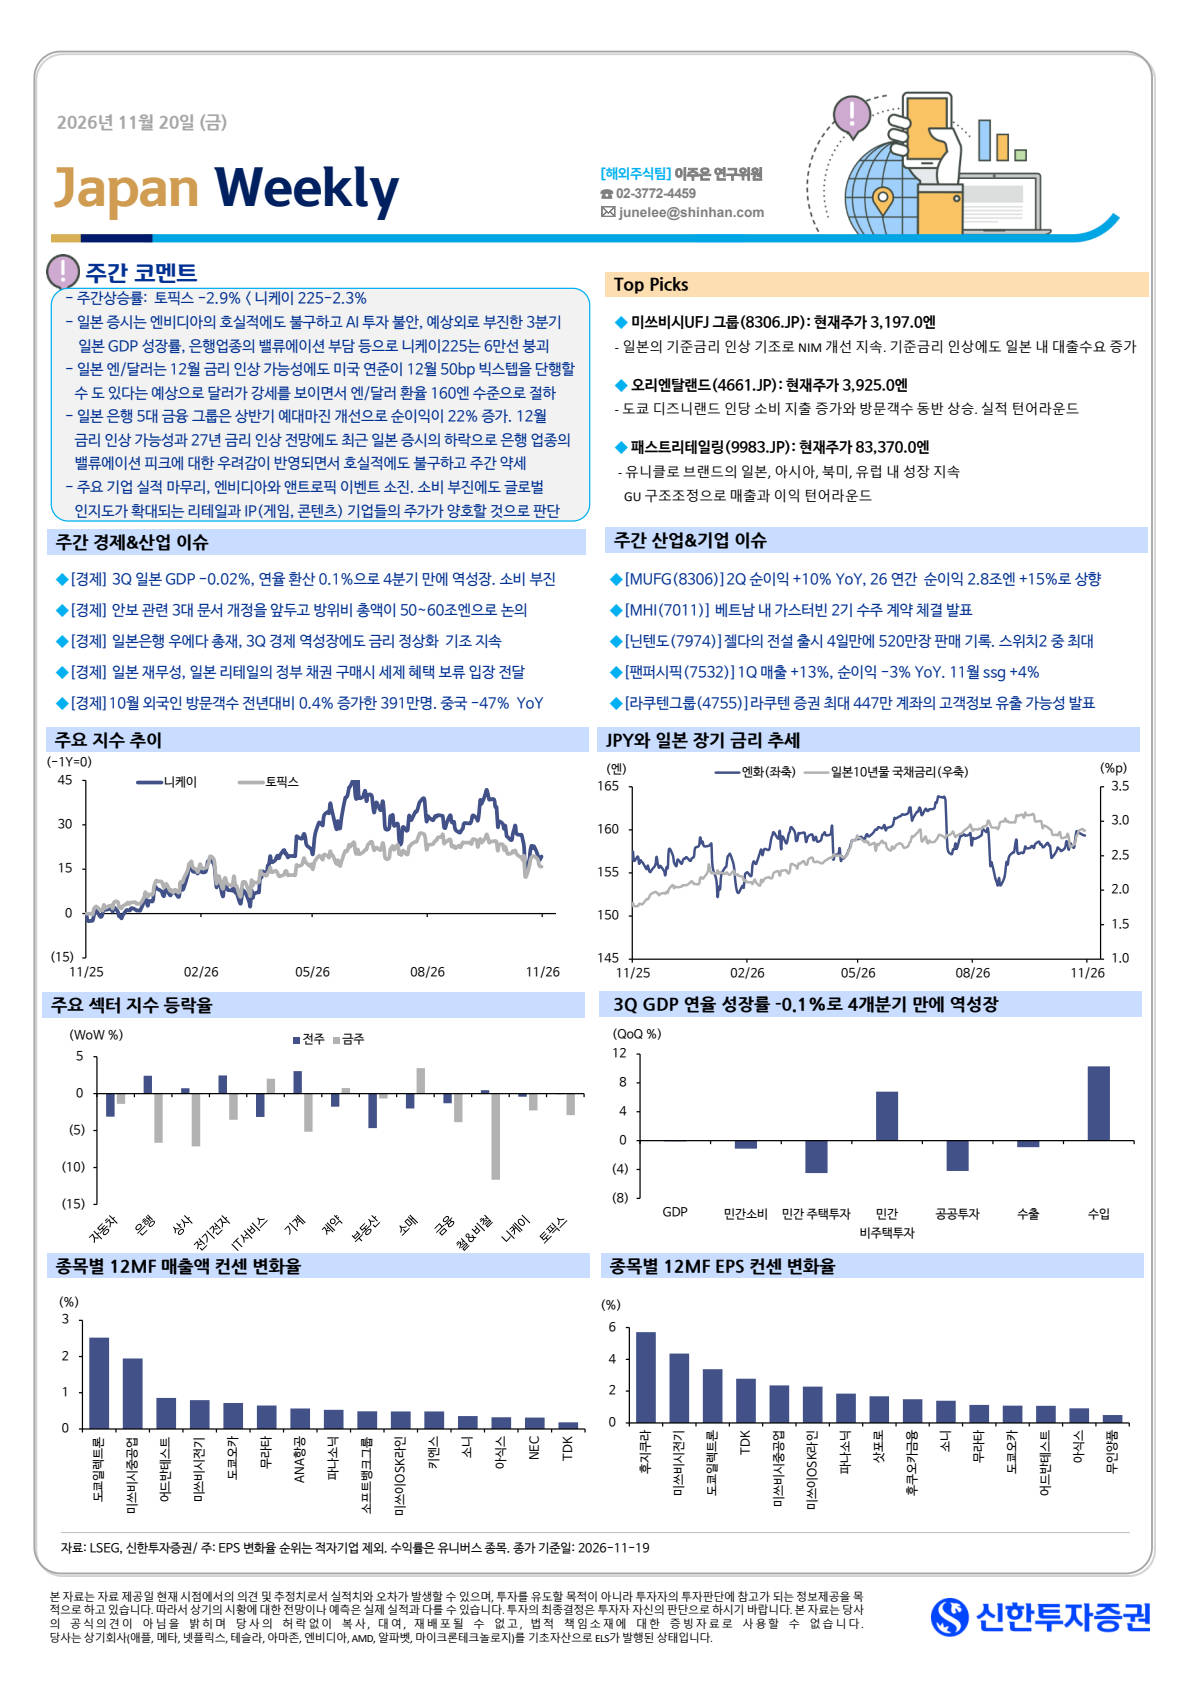 2026년 11월 20일 (금)
Japan Weekly
[해외주식팀] 이주은 연구위원
☎ 02-3772-4459
✉ junelee@shinhan.com
주간 코멘트
- 주간상승률: 토픽스 -2.9% < 니케이 225-2.3%
- 일본 증시는 엔비디아의 호실적에도 불구하고 AI 투자 불안, 예상외로 부진한 3분기
일본 GDP 성장률, 은행업종의 밸류에이션 부담 등으로 니케이225는 6만선 붕괴
- 일본 엔/달러는 12월 금리 인상 가능성에도 미국 연준이 12월 50bp 빅스텝을 단행할
수 도 있다는 예상으로 달러가 강세를 보이면서 엔/달러 환율 160엔 수준으로 절하
- 일본 은행 5대 금융 그룹은 상반기 예대마진 개선으로 순이익이 22% 증가. 12월
금리 인상 가능성과 27년 금리 인상 전망에도 최근 일본 증시의 하락으로 은행 업종의
밸류에이션 피크에 대한 우려감이 반영되면서 호실적에도 불구하고 주간 약세
- 주요 기업 실적 마무리, 엔비디아와 앤트로픽 이벤트 소진. 소비 부진에도 글로벌
인지도가 확대되는 리테일과 IP(게임, 콘텐츠) 기업들의 주가가 양호할 것으로 판단
Top Picks
◆ 미쓰비시UFJ 그룹(8306.JP): 현재주가 3,197.0엔
- 일본의 기준금리 인상 기조로 NIM 개선 지속. 기준금리 인상에도 일본 내 대출수요 증가
◆ 오리엔탈랜드(4661.JP): 현재주가 3,925.0엔
- 도쿄 디즈니랜드 인당 소비 지출 증가와 방문객수 동반 상승. 실적 턴어라운드
◆ 패스트리테일링(9983.JP): 현재주가 83,370.0엔
- 유니클로 브랜드의 일본, 아시아, 북미, 유럽 내 성장 지속
GU 구조조정으로 매출과 이익 턴어라운드
주간 경제&산업 이슈
◆[경제] 3Q 일본 GDP -0.02%, 연율 환산 0.1%으로 4분기 만에 역성장. 소비 부진
◆[경제] 안보 관련 3대 문서 개정을 앞두고 방위비 총액이 50~60조엔으로 논의
◆[경제] 일본은행 우에다 총재, 3Q 경제 역성장에도 금리 정상화 기조 지속
◆[경제] 일본 재무성, 일본 리테일의 정부 채권 구매시 세제 혜택 보류 입장 전달
◆[경제]10월 외국인 방문객수 전년대비 0.4% 증가한 391만명. 중국 -47% YoY
주간 산업&기업 이슈
◆[MUFG(8306)]2Q 순이익 +10% YoY, 26 연간 순이익 2.8조엔 +15%로 상향
◆[MHI(7011)] 베트남 내 가스터빈 2기 수주 계약 체결 발표
◆[닌텐도(7974)]젤다의 전설 출시 4일만에 520만장 판매 기록. 스위치2 중 최대
◆[팬퍼시픽(7532)]1Q 매출 +13%, 순이익 -3% YoY. 11월 ssg +4%
◆[라쿠텐그룹(4755)]라쿠텐 증권 최대 447만 계좌의 고객정보 유출 가능성 발표
주요 지수 추이
(-1Y=0)
니케이 토픽스
45
30
15
0
(15)
11/25 02/26 05/26 08/26 11/26
JPY와 일본 장기 금리 추세
(엔) 엔화(좌축) 일본10년물 국채금리(우축) (%p)
165 3.5
160 3.0
155 2.5
150 2.0
1.5
145 1.0
11/25 02/26 05/26 08/26 11/26
주요 섹터 지수 등락율
(WoW %)
전주 금주
5
0
(5)
(10)
(15)
자동차 은행 상사 전기전자 IT서비스 기계 제약 부동산 소매 금융 철&비철 니케이 토픽스
3Q GDP 연율 성장률 -0.1%로 4개분기 만에 역성장
(QoQ %)
12
8
4
0
(4)
(8)
GDP 민간소비 민간 주택투자 민간 공공투자 수출 수입
비주택투자
종목별 12MF 매출액 컨센 변화율
(%)
3
2
1
0
도쿄일렉트론 미쓰비시중공업 어드반테스트 미쓰비시전기 도쿄오카 무라타 ANA항공 파나소닉 소프트뱅크그룹 미쓰이OSK라인 키엔스 소니 아식스 NEC TDK
종목별 12MF EPS 컨센 변화율
(%)
6
4
2
0
후지쿠라 미쓰비시전기 도쿄일렉트론 TDK 미쓰비시중공업 미쓰이OSK라인 파나소닉 삿포로 후쿠오카금융 소니 무라타 도쿄오카 어드반테스트 아식스 무인양품
자료: LSEG, 신한투자증권/ 주: EPS 변화율 순위는 적자기업 제외. 수익률은 유니버스 종목. 종가 기준일: 2026-11-19
본 자료는 자료 제공일 현재 시점에서의 의견 및 추정치로서 실적치와 오차가 발생할 수 있으며, 투자를 유도할 목적이 아니라 투자자의 투자판단에 참고가 되는 정보제공을 목
적으로 하고 있습니다. 따라서 상기의 시황에 대한 전망이나 예측은 실제 실적과 다를 수 있습니다. 투자의 최종결정은 투자자 자신의 판단으로 하시기 바랍니다. 본 자료는 당사
의 공식의견이 아님을 밝히며 당사의 허락없이 복사, 대여, 재배포될 수 없고, 법적 책임소재에 대한 증빙자료로 사용할 수 없습니다.
당사는 상기회사(애플, 메타, 넷플릭스, 테슬라, 아마존, 엔비디아, AMD, 알파벳, 마이크론테크놀로지)를 기초자산으로 ELS가 발행된 상태입니다.
신한투자증권